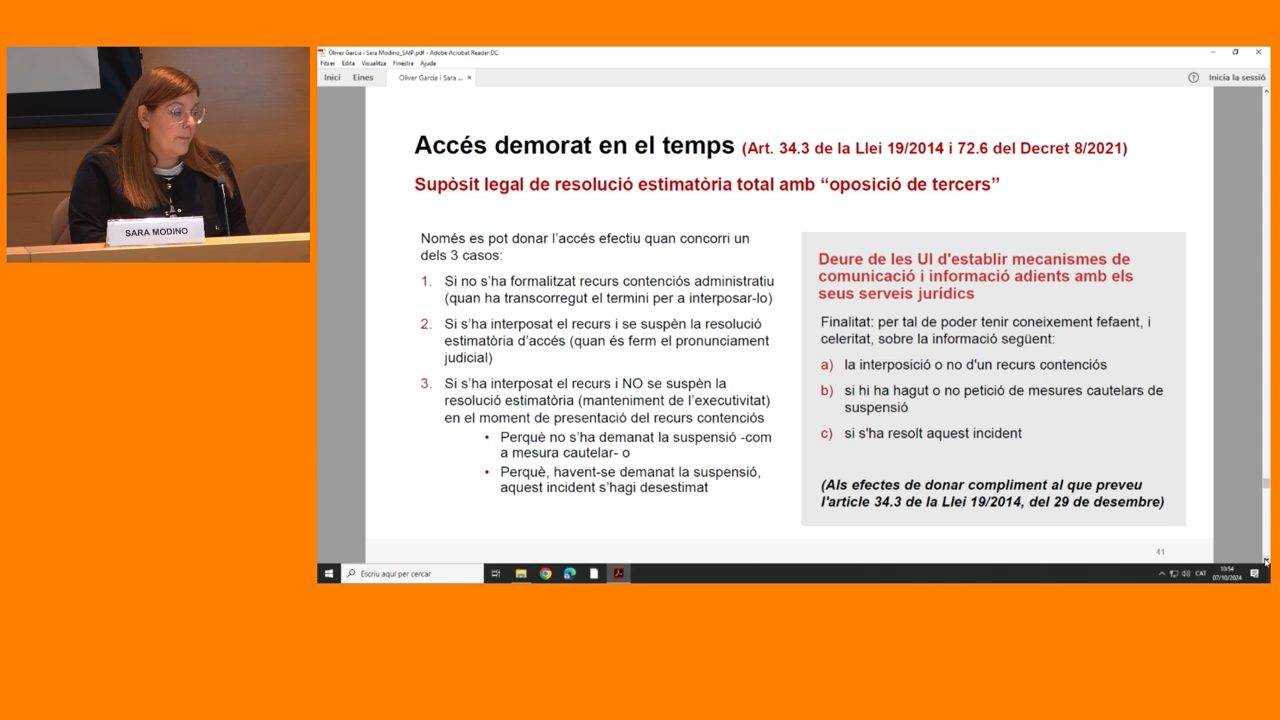 SARA MODINO
Òliver Garcia i Sara Modino_SAIP.pdf - Adobe Acrobat Reader DC
Fitxer Edita Visualitza Finestra Ajuda
Inici Eines Òliver Garcia i Sara ... × ? Inicia la sessió
Accés demorat en el temps (Art. 34.3 de la Llei 19/2014 i 72.6 del Decret 8/2021)
Supòsit legal de resolució estimatòria total amb “oposició de tercers”
Només es pot donar l’accés efectiu quan concorri un
dels 3 casos:
1. Si no s’ha formalitzat recurs contenciós administratiu
(quan ha transcorregut el termini per a interposar-lo)
2. Si s’ha interposat el recurs i se suspèn la resolució
estimatòria d’accés (quan és ferm el pronunciament
judicial)
3. Si s’ha interposat el recurs i NO se suspèn la
resolució estimatòria (manteniment de l’executivitat)
en el moment de presentació del recurs contenciós
• Perquè no s’ha demanat la suspensió -com
a mesura cautelar- o
• Perquè, havent-se demanat la suspensió,
aquest incident s’hagi desestimat
Deure de les UI d'establir mecanismes de
comunicació i informació adients amb els
seus serveis jurídics
Finalitat: per tal de poder tenir coneixement fefaent, i
celeritat, sobre la informació següent:
a) la interposició o no d'un recurs contenciós
b) si hi ha hagut o no petició de mesures cautelars de
suspensió
c) si s'ha resolt aquest incident
(Als efectes de donar compliment al que preveu
l'article 34.3 de la Llei 19/2014, del 29 de desembre)
41
Escriu aquí per cercar
CAT
10:54
07/10/2024